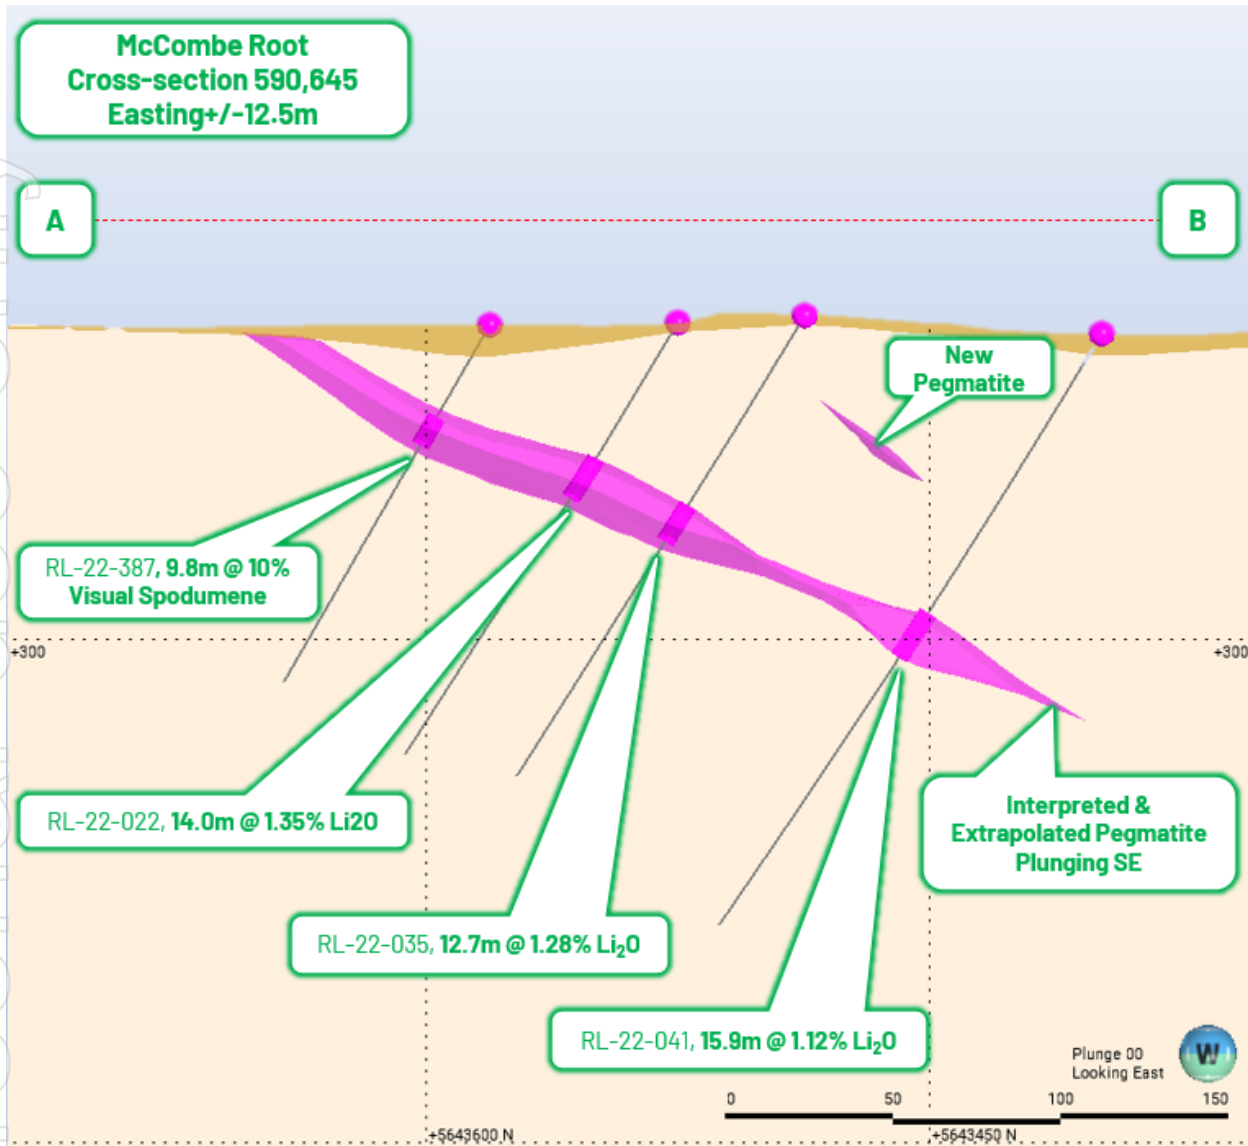 McCombe Root
Cross-section 590,645
Easting+/-12.5m
A
B
New
Pegmatite
RL-22-387, 9.8m @ 10%
Visual Spodumene
+300
+300
RL-22-022, 14.0m @ 1.35% Li2O
Interpreted &
Extrapolated Pegmatite
Plunging SE
RL-22-035, 12.7m @ 1.28% Li₂O
RL-22-041, 15.9m @ 1.12% Li₂O
Plunge 00
Looking East
W
0 50 100 150
+5643600 N
+5643450 N